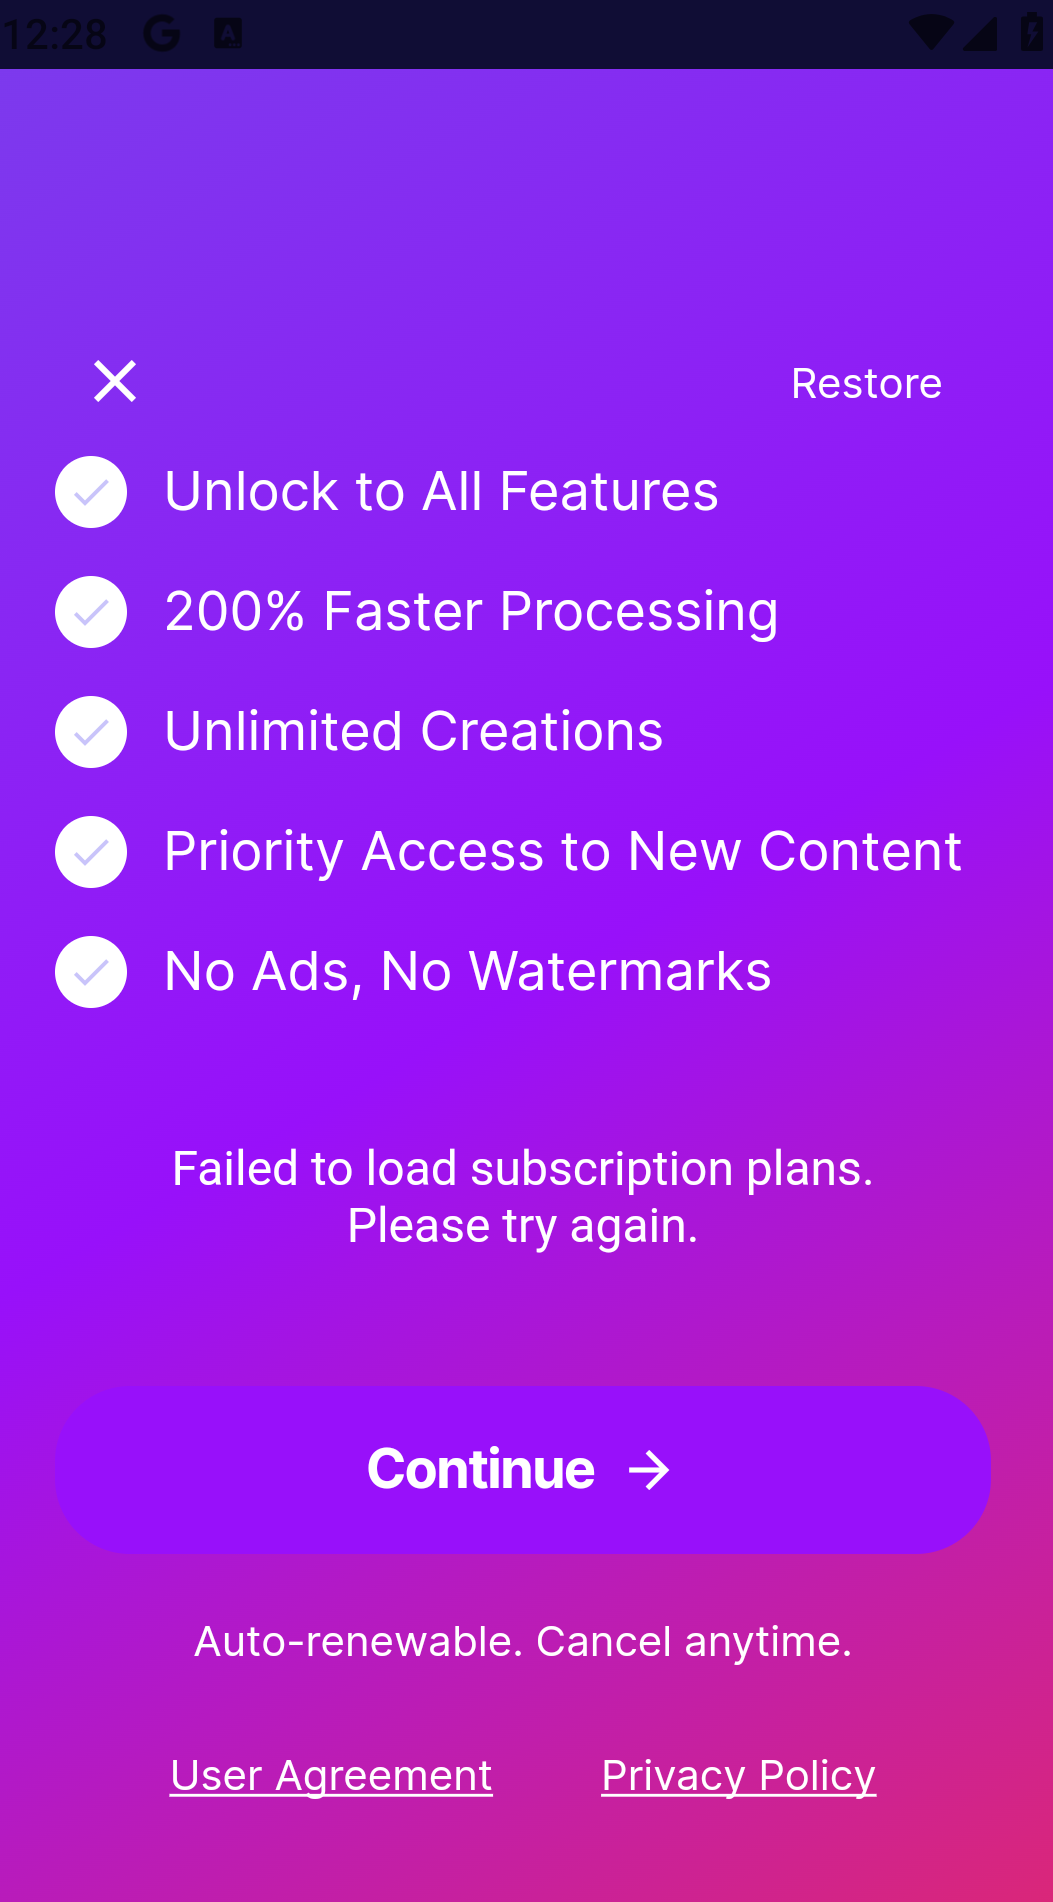 12:28
Restore
Unlock to All Features
200% Faster Processing
Unlimited Creations
Priority Access to New Content
No Ads, No Watermarks
Failed to load subscription plans.
Please try again.
Continue →
Auto-renewable. Cancel anytime.
User Agreement
Privacy Policy